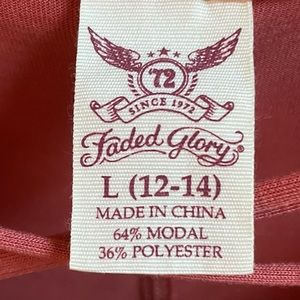 '72
SINCE 1972
Faded Glory®
L (12-14)
MADE IN CHINA
64% MODAL
36% POLYESTER